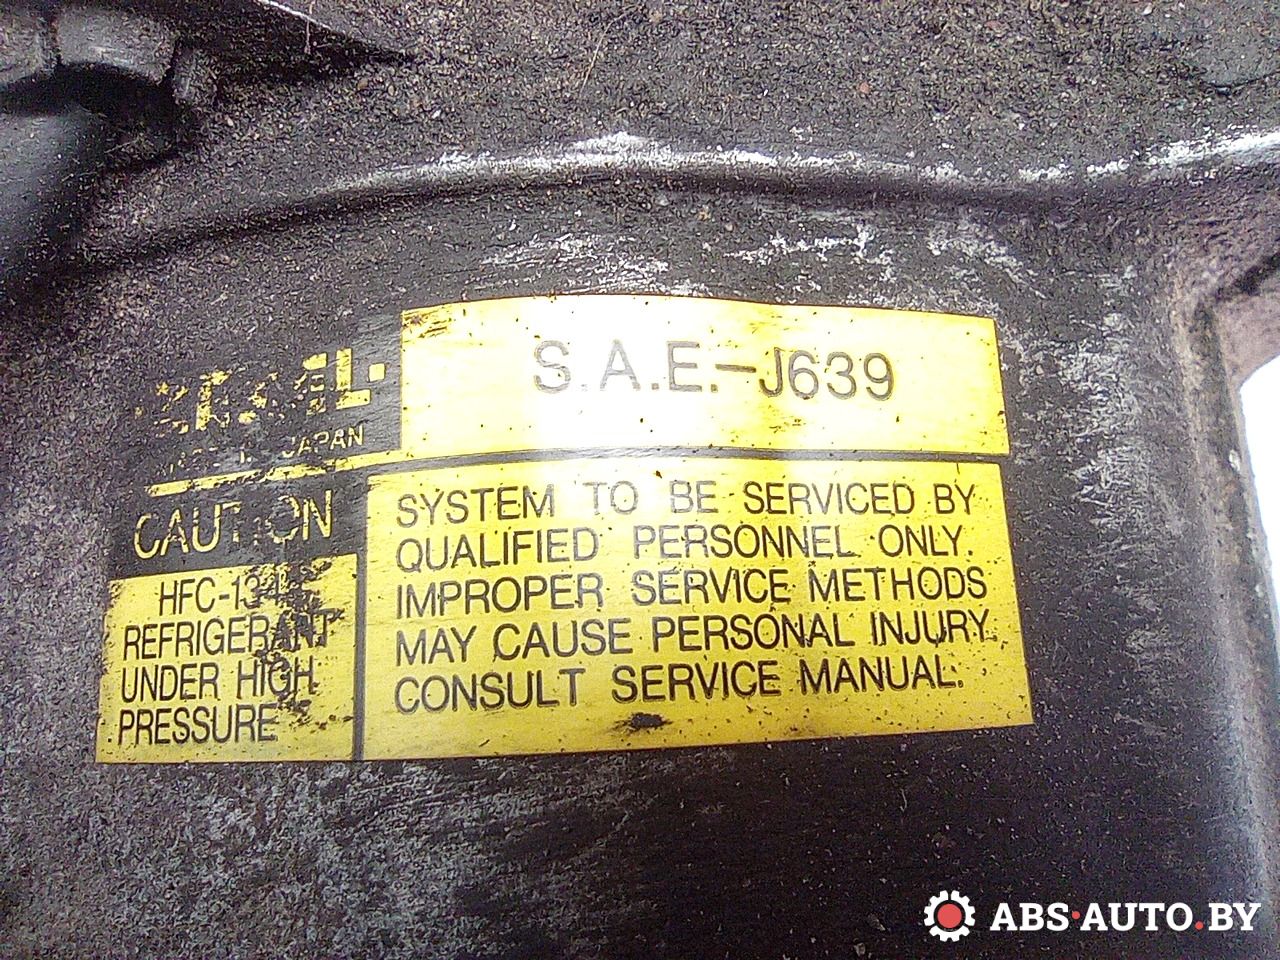 S.A.E.-J639
JAPAN
CAUTION
SYSTEM TO BE SERVICED BY
QUALIFIED PERSONNEL ONLY.
IMPROPER SERVICE METHODS
MAY CAUSE PERSONAL INJURY.
CONSULT SERVICE MANUAL.
REFRIGERANT
UNDER HIGH
PRESSURE
ABS·AUTO.BY